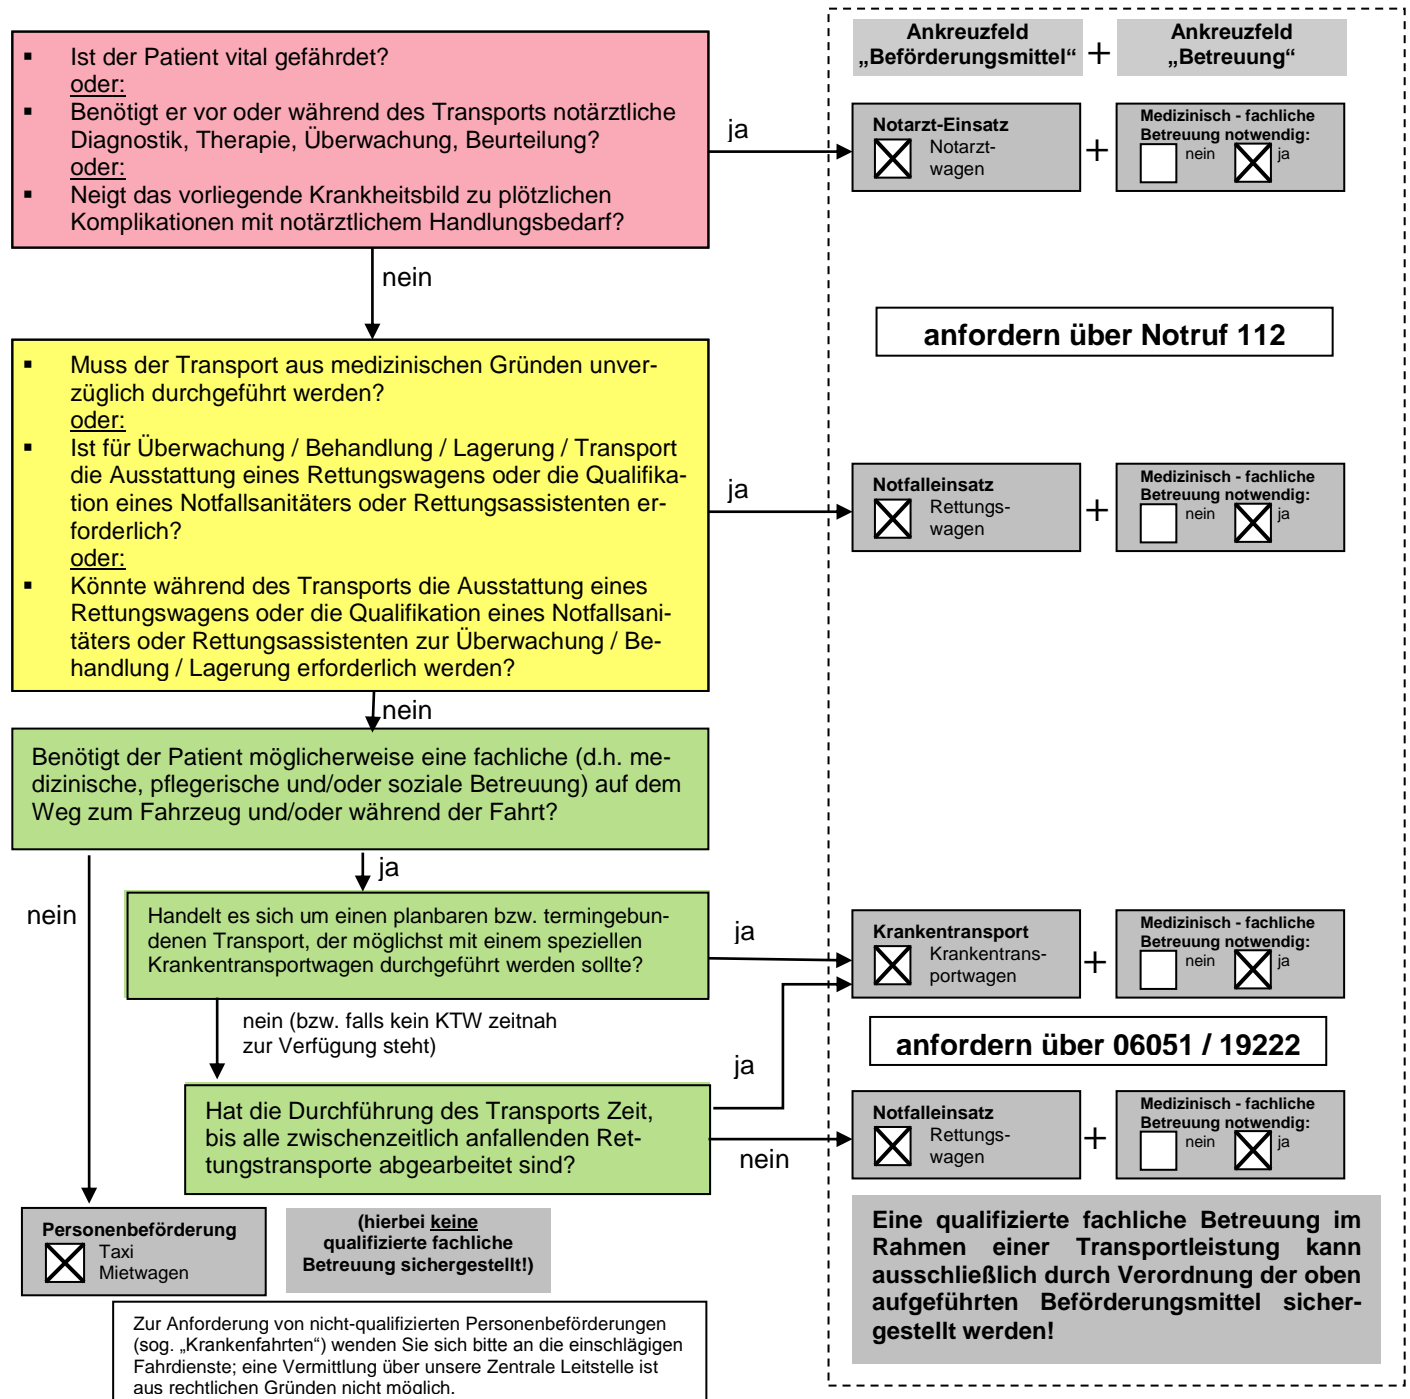 ▪ Ist der Patient vital gefährdet?
oder:
▪ Benötigt er vor oder während des Transports notärztliche
Diagnostik, Therapie, Überwachung, Beurteilung?
oder:
▪ Neigt das vorliegende Krankheitsbild zu plötzlichen
Komplikationen mit notärztlichem Handlungsbedarf?
ja
Ankreuzfeld
„Beförderungsmittel“
+
Ankreuzfeld
„Betreuung“
Notarzt-Einsatz
Notarzt-
wagen
+
Medizinisch - fachliche
Betreuung notwendig:
nein ja
nein
anfordern über Notruf 112
▪ Muss der Transport aus medizinischen Gründen unver-
züglich durchgeführt werden?
oder:
▪ Ist für Überwachung / Behandlung / Lagerung / Transport
die Ausstattung eines Rettungswagens oder die Qualifika-
tion eines Notfallsanitäters oder Rettungsassistenten er-
forderlich?
oder:
▪ Könnte während des Transports die Ausstattung eines
Rettungswagens oder die Qualifikation eines Notfallsani-
täters oder Rettungsassistenten zur Überwachung / Be-
handlung / Lagerung erforderlich werden?
ja
Notfalleinsatz
Rettungs-
wagen
+
Medizinisch - fachliche
Betreuung notwendig:
nein ja
nein
Benötigt der Patient möglicherweise eine fachliche (d.h. me-
dizinische, pflegerische und/oder soziale Betreuung) auf dem
Weg zum Fahrzeug und/oder während der Fahrt?
nein
ja
Handelt es sich um einen planbaren bzw. termingebun-
denen Transport, der möglichst mit einem speziellen
Krankentransportwagen durchgeführt werden sollte?
ja
Krankentransport
Krankentrans-
portwagen
+
Medizinisch - fachliche
Betreuung notwendig:
nein ja
nein (bzw. falls kein KTW zeitnah
zur Verfügung steht)
anfordern über 06051 / 19222
ja
Hat die Durchführung des Transports Zeit,
bis alle zwischenzeitlich anfallenden Ret-
tungstransporte abgearbeitet sind?
nein
Notfalleinsatz
Rettungs-
wagen
+
Medizinisch - fachliche
Betreuung notwendig:
nein ja
Personenbeförderung
Taxi
Mietwagen
(hierbei keine
qualifizierte fachliche
Betreuung sichergestellt!)
Eine qualifizierte fachliche Betreuung im
Rahmen einer Transportleistung kann
ausschließlich durch Verordnung der oben
aufgeführten Beförderungsmittel sicher-
gestellt werden!
Zur Anforderung von nicht-qualifizierten Personenbeförderungen
(sog. „Krankenfahrten“) wenden Sie sich bitte an die einschlägigen
Fahrdienste; eine Vermittlung über unsere Zentrale Leitstelle ist
aus rechtlichen Gründen nicht möglich.